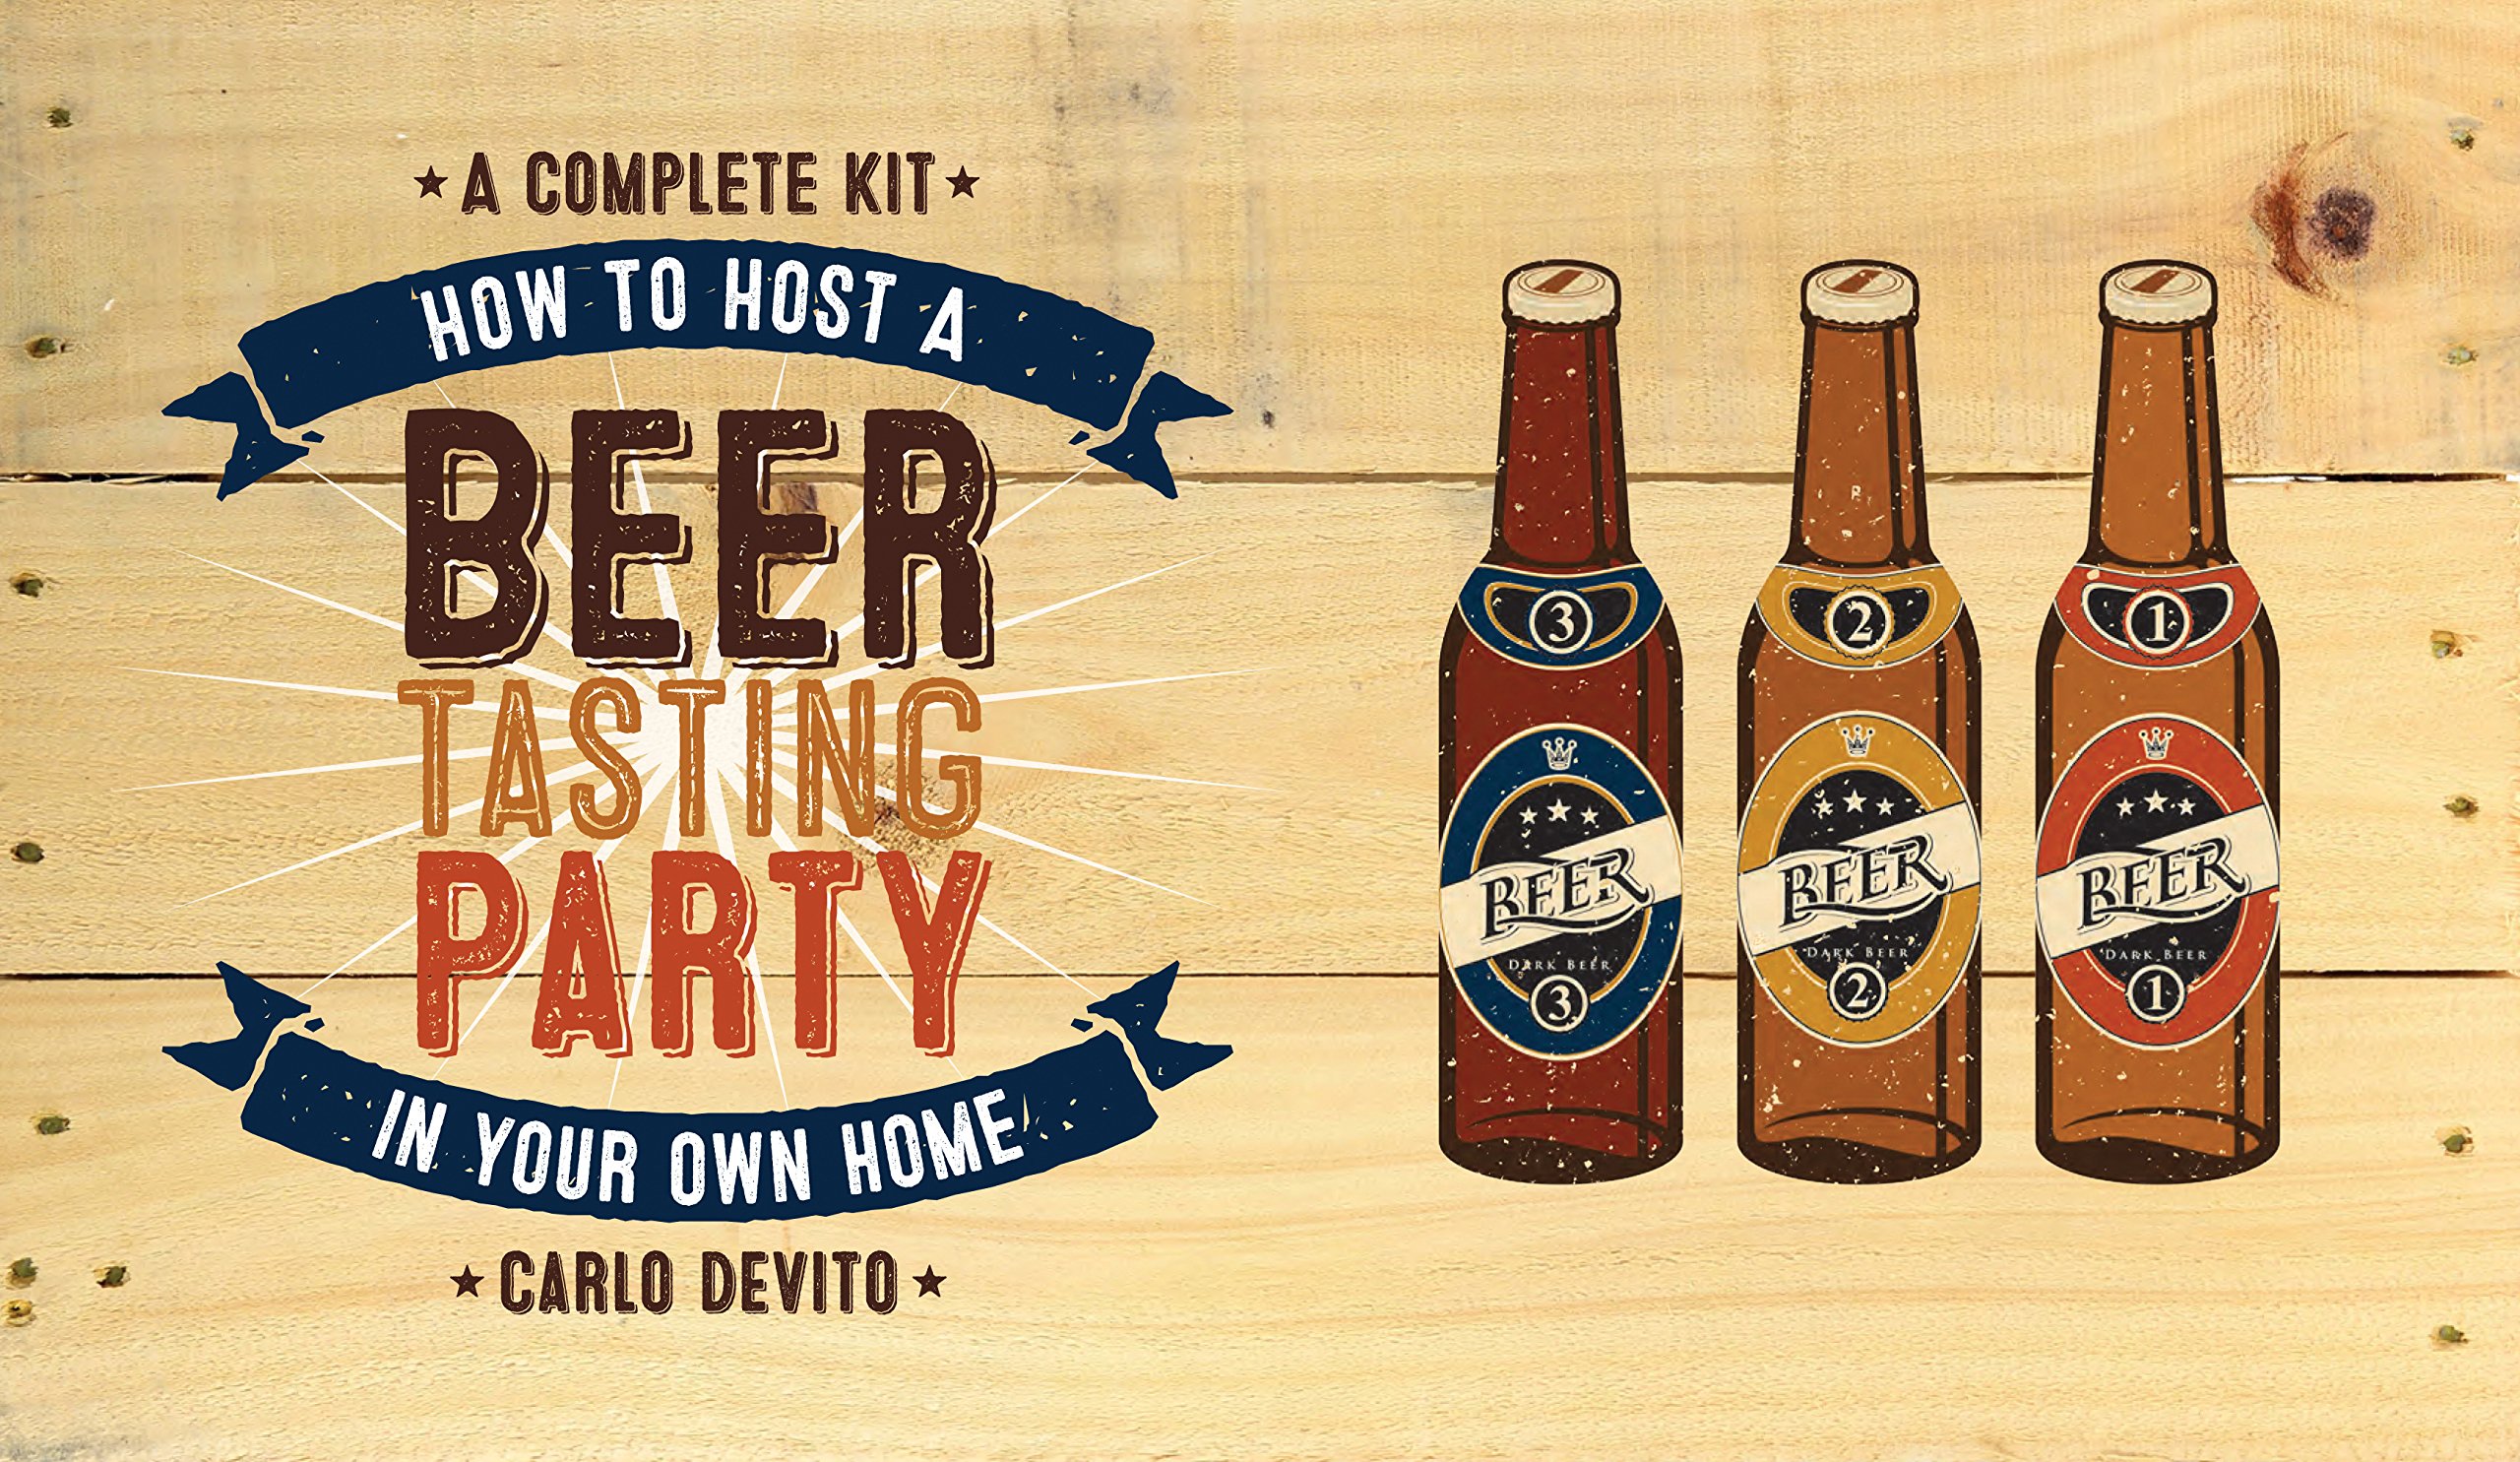 A COMPLETE KIT
HOW TO HOST A
BEER
TASTING
PARTY
IN YOUR OWN HOME
CARLO DEVITO
3
BEER
DARK BEER
3
2
BEER
DARK BEER
2
1
BEER
DARK BEER
1